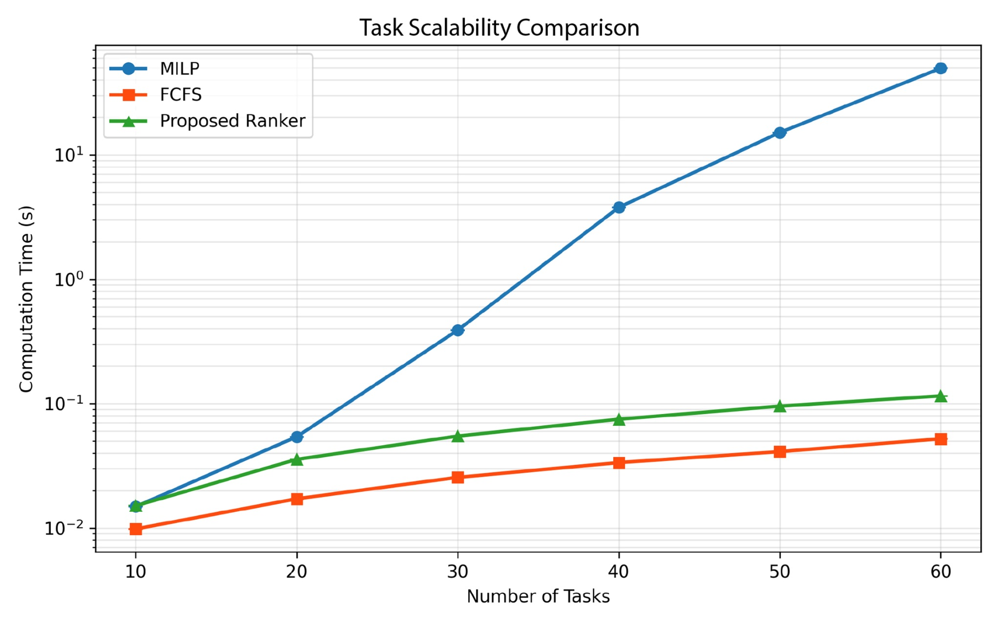 Task Scalability Comparison
MILP
FCFS
Proposed Ranker
Computation Time (s)
10¹
10⁰
10⁻¹
10⁻²
10 20 30 40 50 60
Number of Tasks